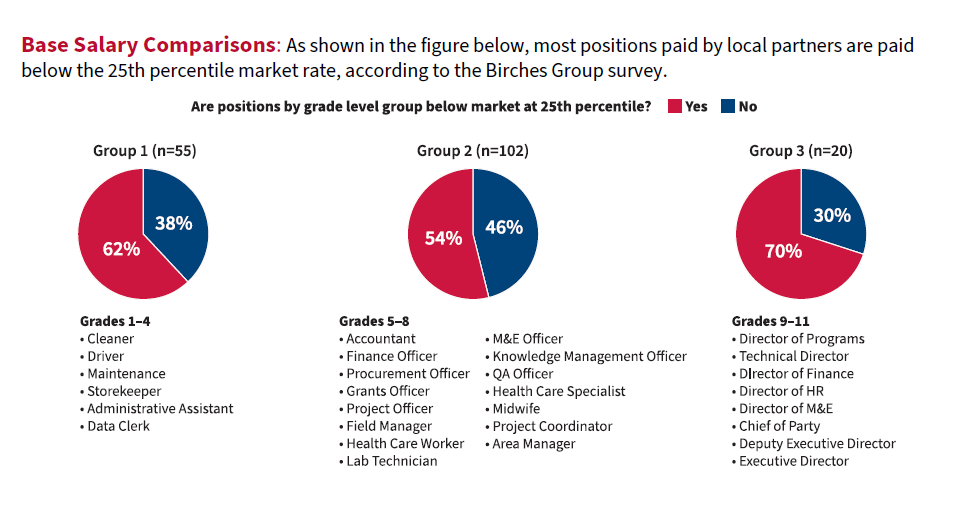 Base Salary Comparisons: As shown in the figure below, most positions paid by local partners are paid
below the 25th percentile market rate, according to the Birches Group survey.
Are positions by grade level group below market at 25th percentile? Yes No
Group 1 (n=55)
38%
62%
Grades 1–4
• Cleaner
• Driver
• Maintenance
• Storekeeper
• Administrative Assistant
• Data Clerk
Group 2 (n=102)
54% 46%
Grades 5–8
• Accountant
• Finance Officer
• Procurement Officer
• Grants Officer
• Project Officer
• Field Manager
• Health Care Worker
• Lab Technician
• M&E Officer
• Knowledge Management Officer
• QA Officer
• Health Care Specialist
• Midwife
• Project Coordinator
• Area Manager
Group 3 (n=20)
30%
70%
Grades 9–11
• Director of Programs
• Technical Director
• DIrector of Finance
• Director of HR
• Director of M&E
• Chief of Party
• Deputy Executive Director
• Executive Director